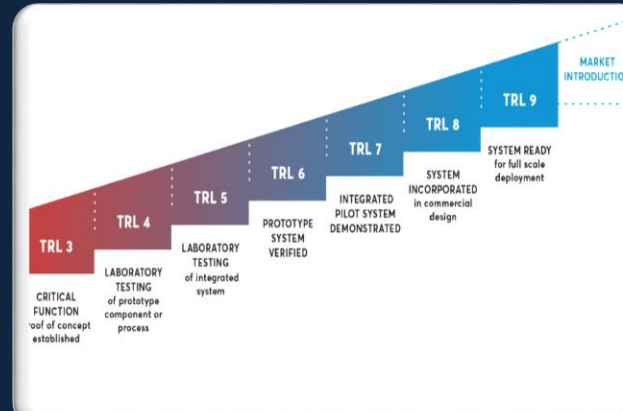 TRL 3
CRITICAL
FUNCTION
roof of concept
established
TRL 4
LABORATORY
TESTING
of prototype
component or
process
TRL 5
LABORATORY
TESTING
of integrated
system
TRL 6
PROTOTYPE
SYSTEM
VERIFIED
TRL 7
INTEGRATED
PILOT SYSTEM
DEMONSTRATED
TRL 8
SYSTEM
INCORPORATED
in commercial
design
TRL 9
SYSTEM READY
for full scale
deployment
MARKET
INTRODUCTIO